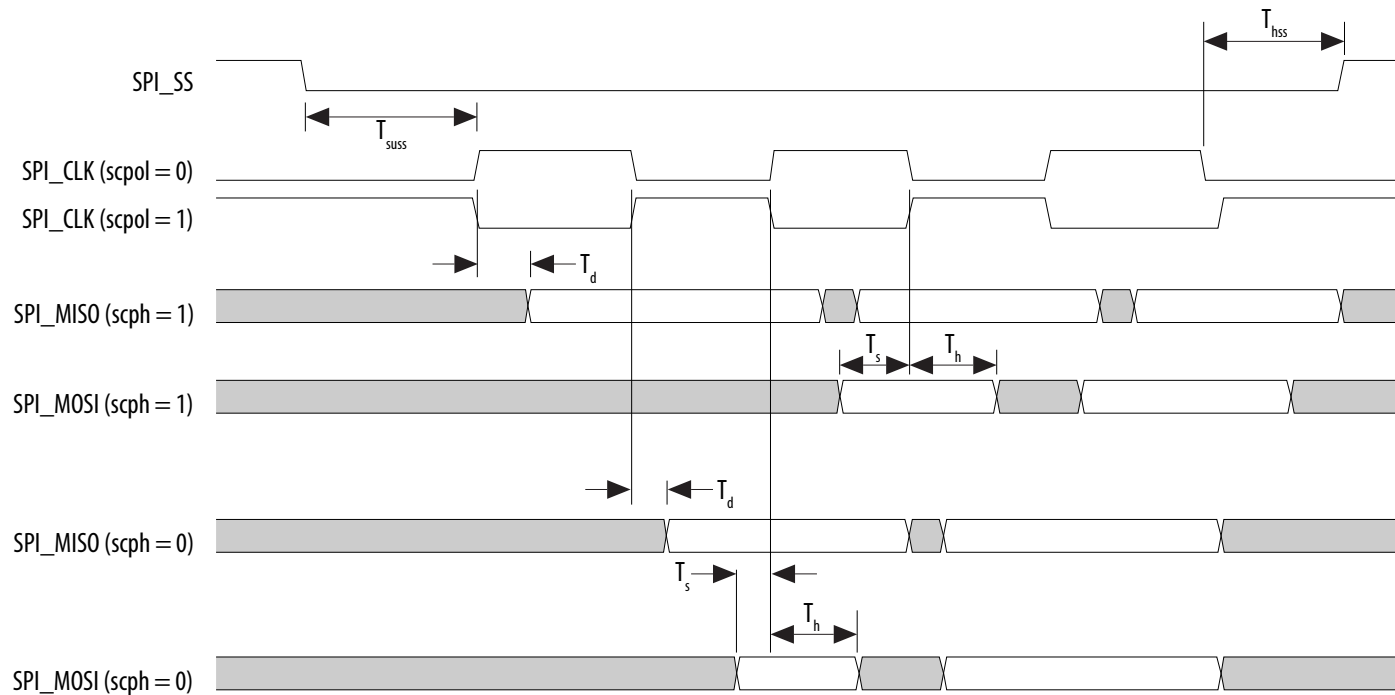 T_hss
SPI_SS
T_suss
SPI_CLK (scpol = 0)
SPI_CLK (scpol = 1)
T_d
SPI_MISO (scph = 1)
T_s T_h
SPI_MOSI (scph = 1)
T_d
SPI_MISO (scph = 0)
T_s
T_h
SPI_MOSI (scph = 0)